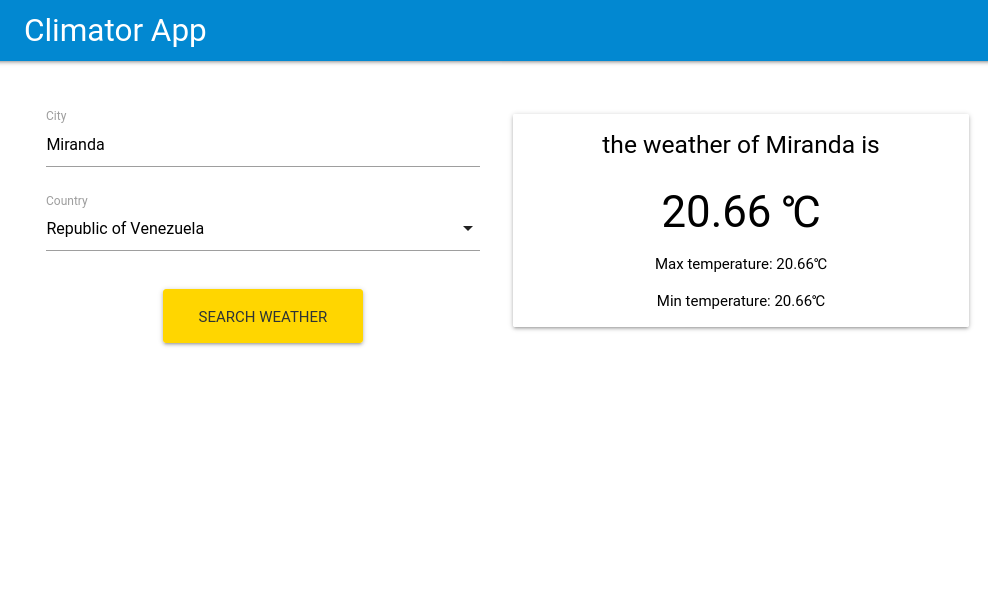 Climator App
City
Miranda
Country
Republic of Venezuela
SEARCH WEATHER
the weather of Miranda is
20.66 ℃
Max temperature: 20.66℃
Min temperature: 20.66℃